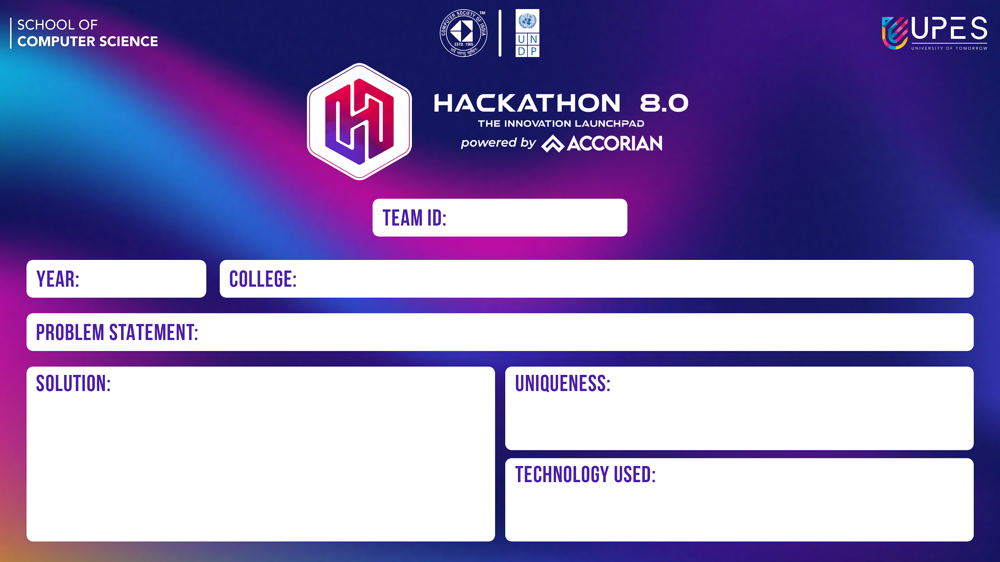 SCHOOL OF
COMPUTER SCIENCE
COMPUTER SOCIETY OF INDIA TM
ESTD. 1965
सर्वे भवन्तु सुखिनः
U N
D P
UPES
UNIVERSITY OF TOMORROW
HACKATHON 8.0
THE INNOVATION LAUNCHPAD
powered by ACCORIAN
TEAM ID:
YEAR:
COLLEGE:
PROBLEM STATEMENT:
SOLUTION:
UNIQUENESS:
TECHNOLOGY USED: